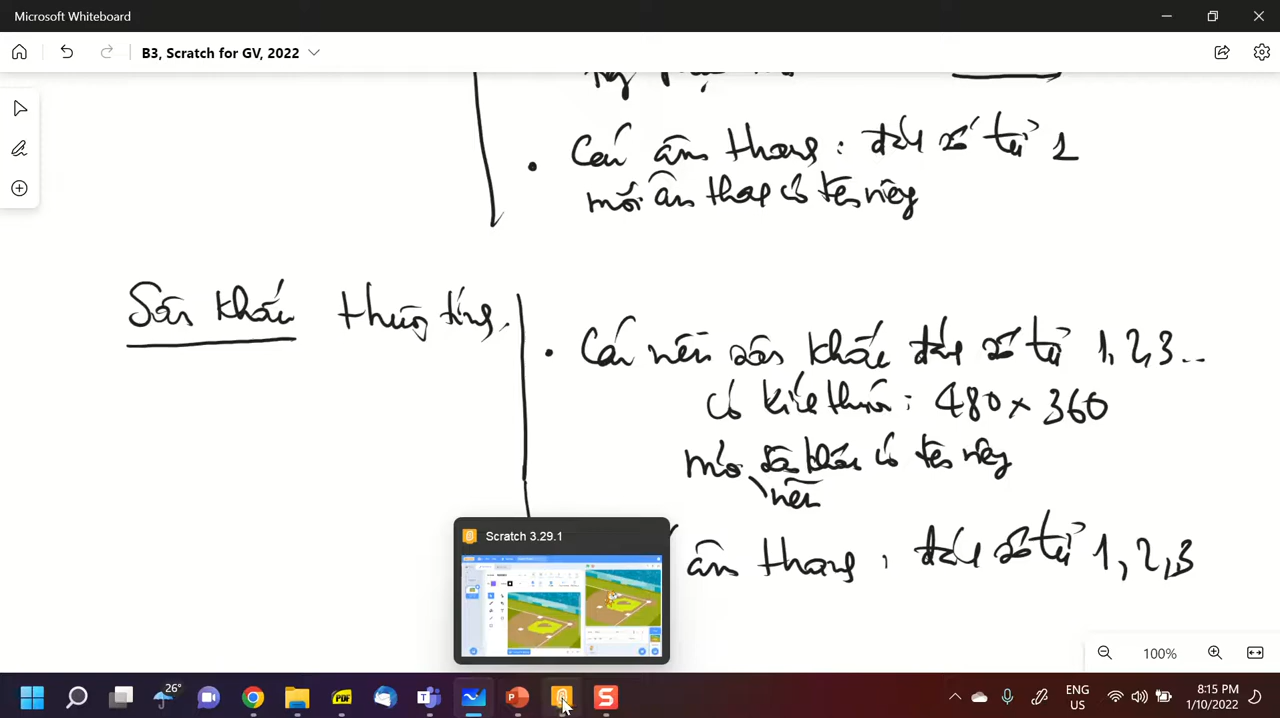 Microsoft Whiteboard
B3, Scratch for GV, 2022
• Các âm thanh : đánh số từ 1
mỗi âm thanh có tên riêng
Sân khấu thuộc tính
• Các nền sân khấu đánh số từ 1, 2, 3...
có kích thước : 480 x 360
mỗi sân khấu có tên riêng
nền
âm thanh : đánh số từ 1, 2, 3
Scratch 3.29.1
100%
26°
ENG
US
8:15 PM
1/10/2022